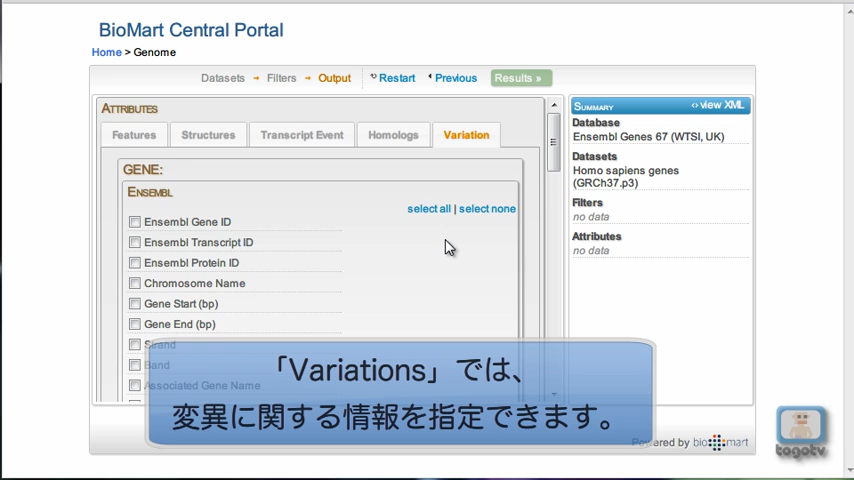 BioMart Central Portal
Home > Genome
Datasets Filters Output Restart Previous Results »
ATTRIBUTES
Features Structures Transcript Event Homologs Variation
GENE:
ENSEMBL
select all | select none
Ensembl Gene ID
Ensembl Transcript ID
Ensembl Protein ID
Chromosome Name
Gene Start (bp)
Gene End (bp)
Strand
Band
Associated Gene Name
SUMMARY ‹› view XML
Database
Ensembl Genes 67 (WTSI, UK)
Datasets
Homo sapiens genes
(GRCh37.p3)
Filters
no data
Attributes
no data
「Variations」では、
変異に関する情報を指定できます。
Powered by biomart
togotv